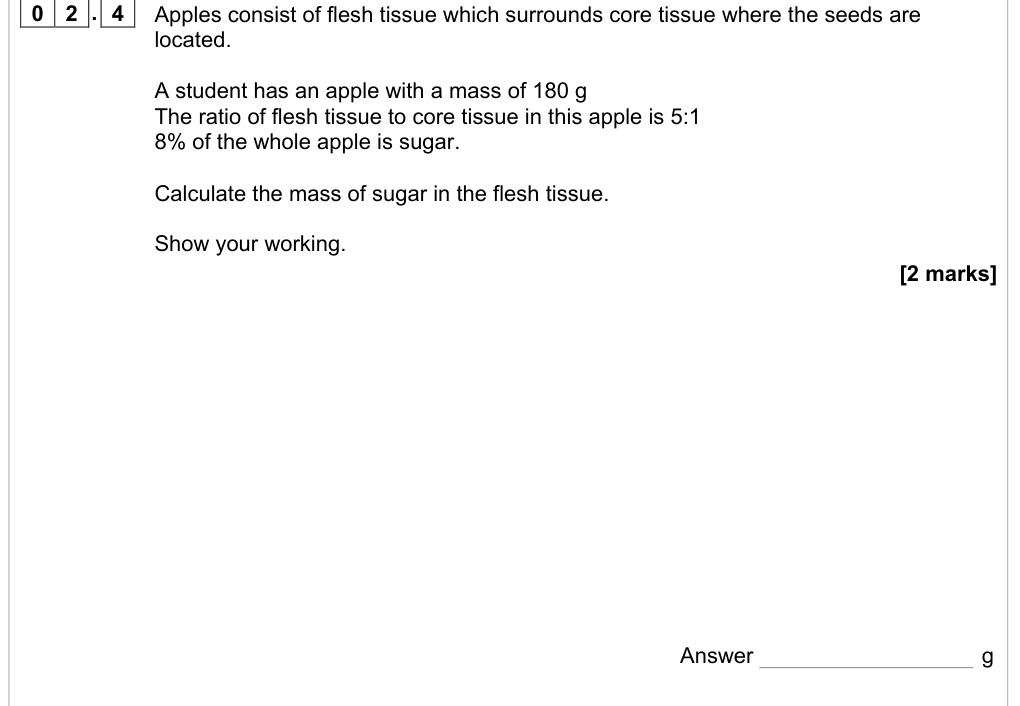 0 2 . 4 Apples consist of flesh tissue which surrounds core tissue where the seeds are
located.
A student has an apple with a mass of 180 g
The ratio of flesh tissue to core tissue in this apple is 5:1
8% of the whole apple is sugar.
Calculate the mass of sugar in the flesh tissue.
Show your working.
[2 marks]
Answer g